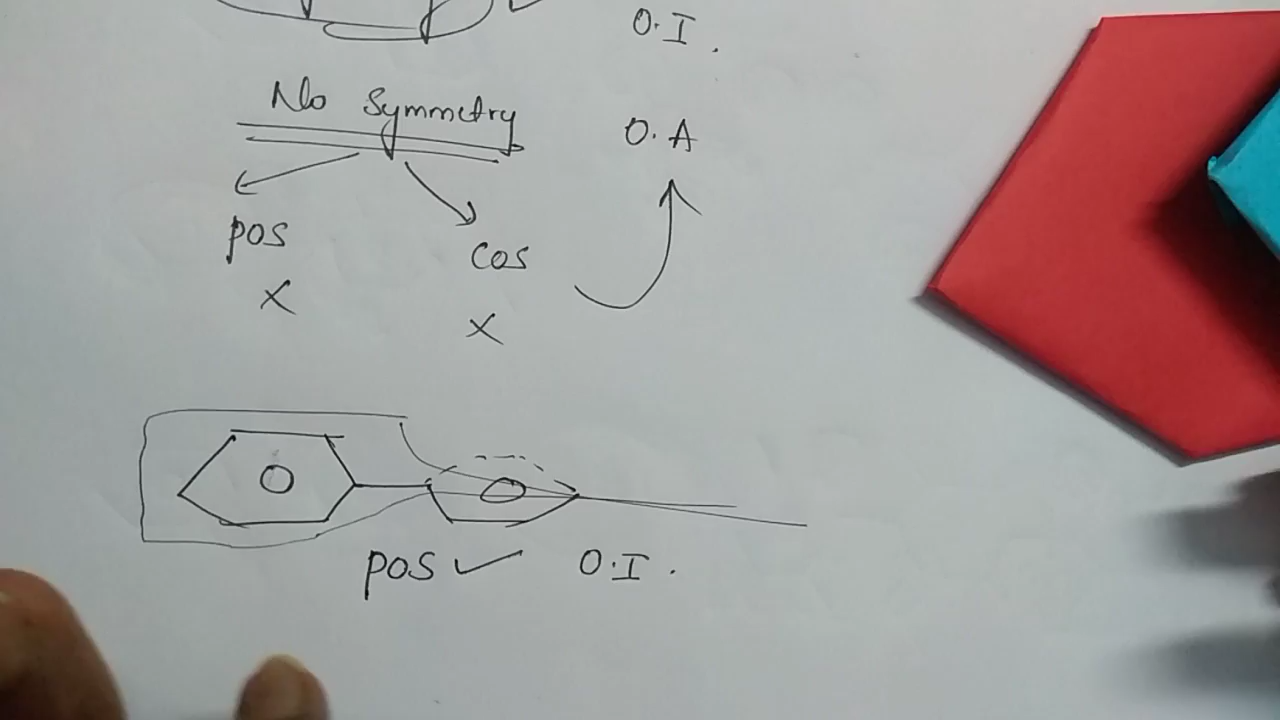 O.I.
No Symmetry
O.A
pos
cos
X
X
pos ✓ O.I.